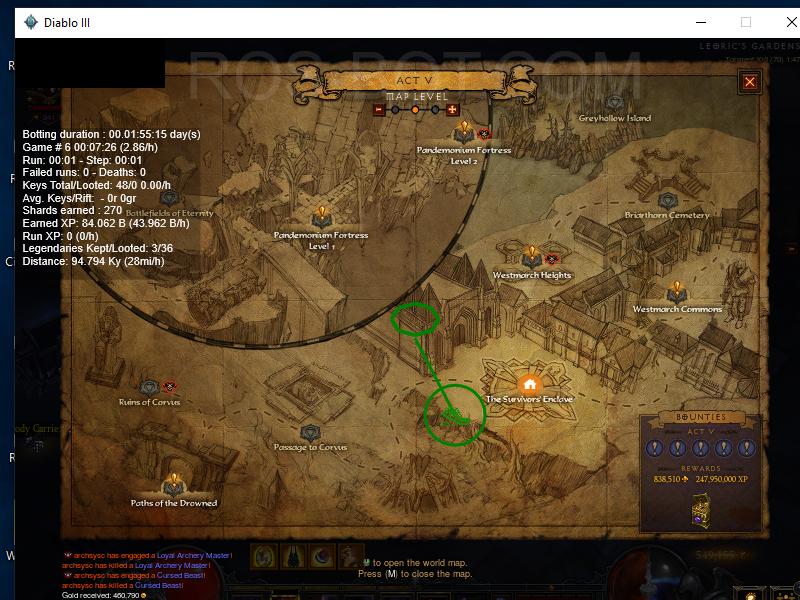 Diablo III
ROS-BOT.COM
LEORIC'S GARDENS
ACT V
MAP LEVEL
Greyhollow Island
Botting duration : 00.01:55:15 day(s)
Game # 6 00:07:26 (2.86/h)
Run: 00:01 - Step: 00:01
Failed runs: 0 - Deaths: 0
Keys Total/Looted: 48/0 0.00/h
Avg. Keys/Rift: - 0r 0gr
Shards earned : 270
Earned XP: 84.062 B (43.962 B/h)
Run XP: 0 (0/h)
Legendaries Kept/Looted: 3/36
Distance: 94.794 Ky (28mi/h)
Pandemonium Fortress
Level 2
Battlefields of Eternity
Briarthorn Cemetery
Pandemonium Fortress
Level 1
Westmarch Heights
Westmarch Commons
Ruins of Corvus
The Survivors' Enclave
Passage to Corvus
Paths of the Drowned
BOUNTIES
ACT V
REWARDS
838,510 247,950,000 XP
archsysc has engaged a Loyal Archery Master!
archsysc has killed a Loyal Archery Master!
archsysc has engaged a Cursed Beast!
archsysc has killed a Cursed Beast!
Gold received: 460,790
to open the world map.
Press (M) to close the map.